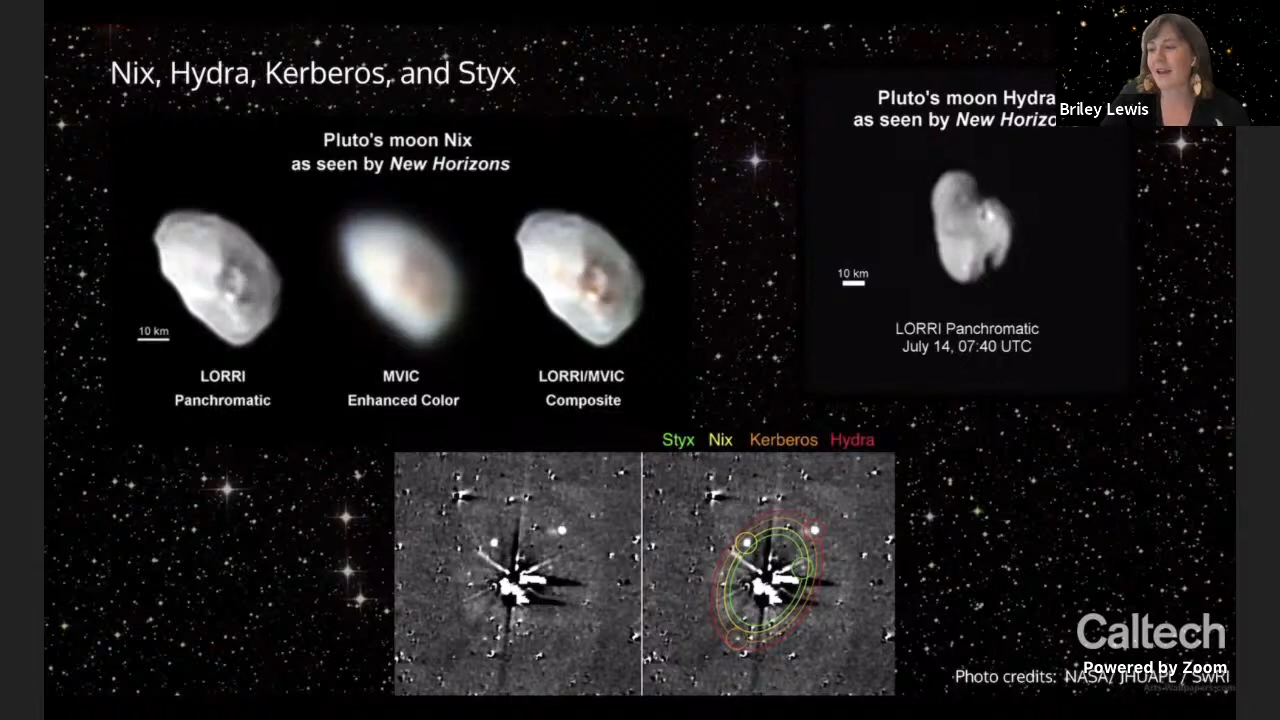 Nix, Hydra, Kerberos, and Styx
Pluto's moon Nix
as seen by New Horizons
10 km
LORRI
Panchromatic
MVIC
Enhanced Color
LORRI/MVIC
Composite
Pluto's moon Hydra
as seen by New Horizo
Briley Lewis
10 km
LORRI Panchromatic
July 14, 07:40 UTC
Styx Nix Kerberos Hydra
Caltech
Powered by Zoom
Photo credits: NASA / JHUAPL / SwRI